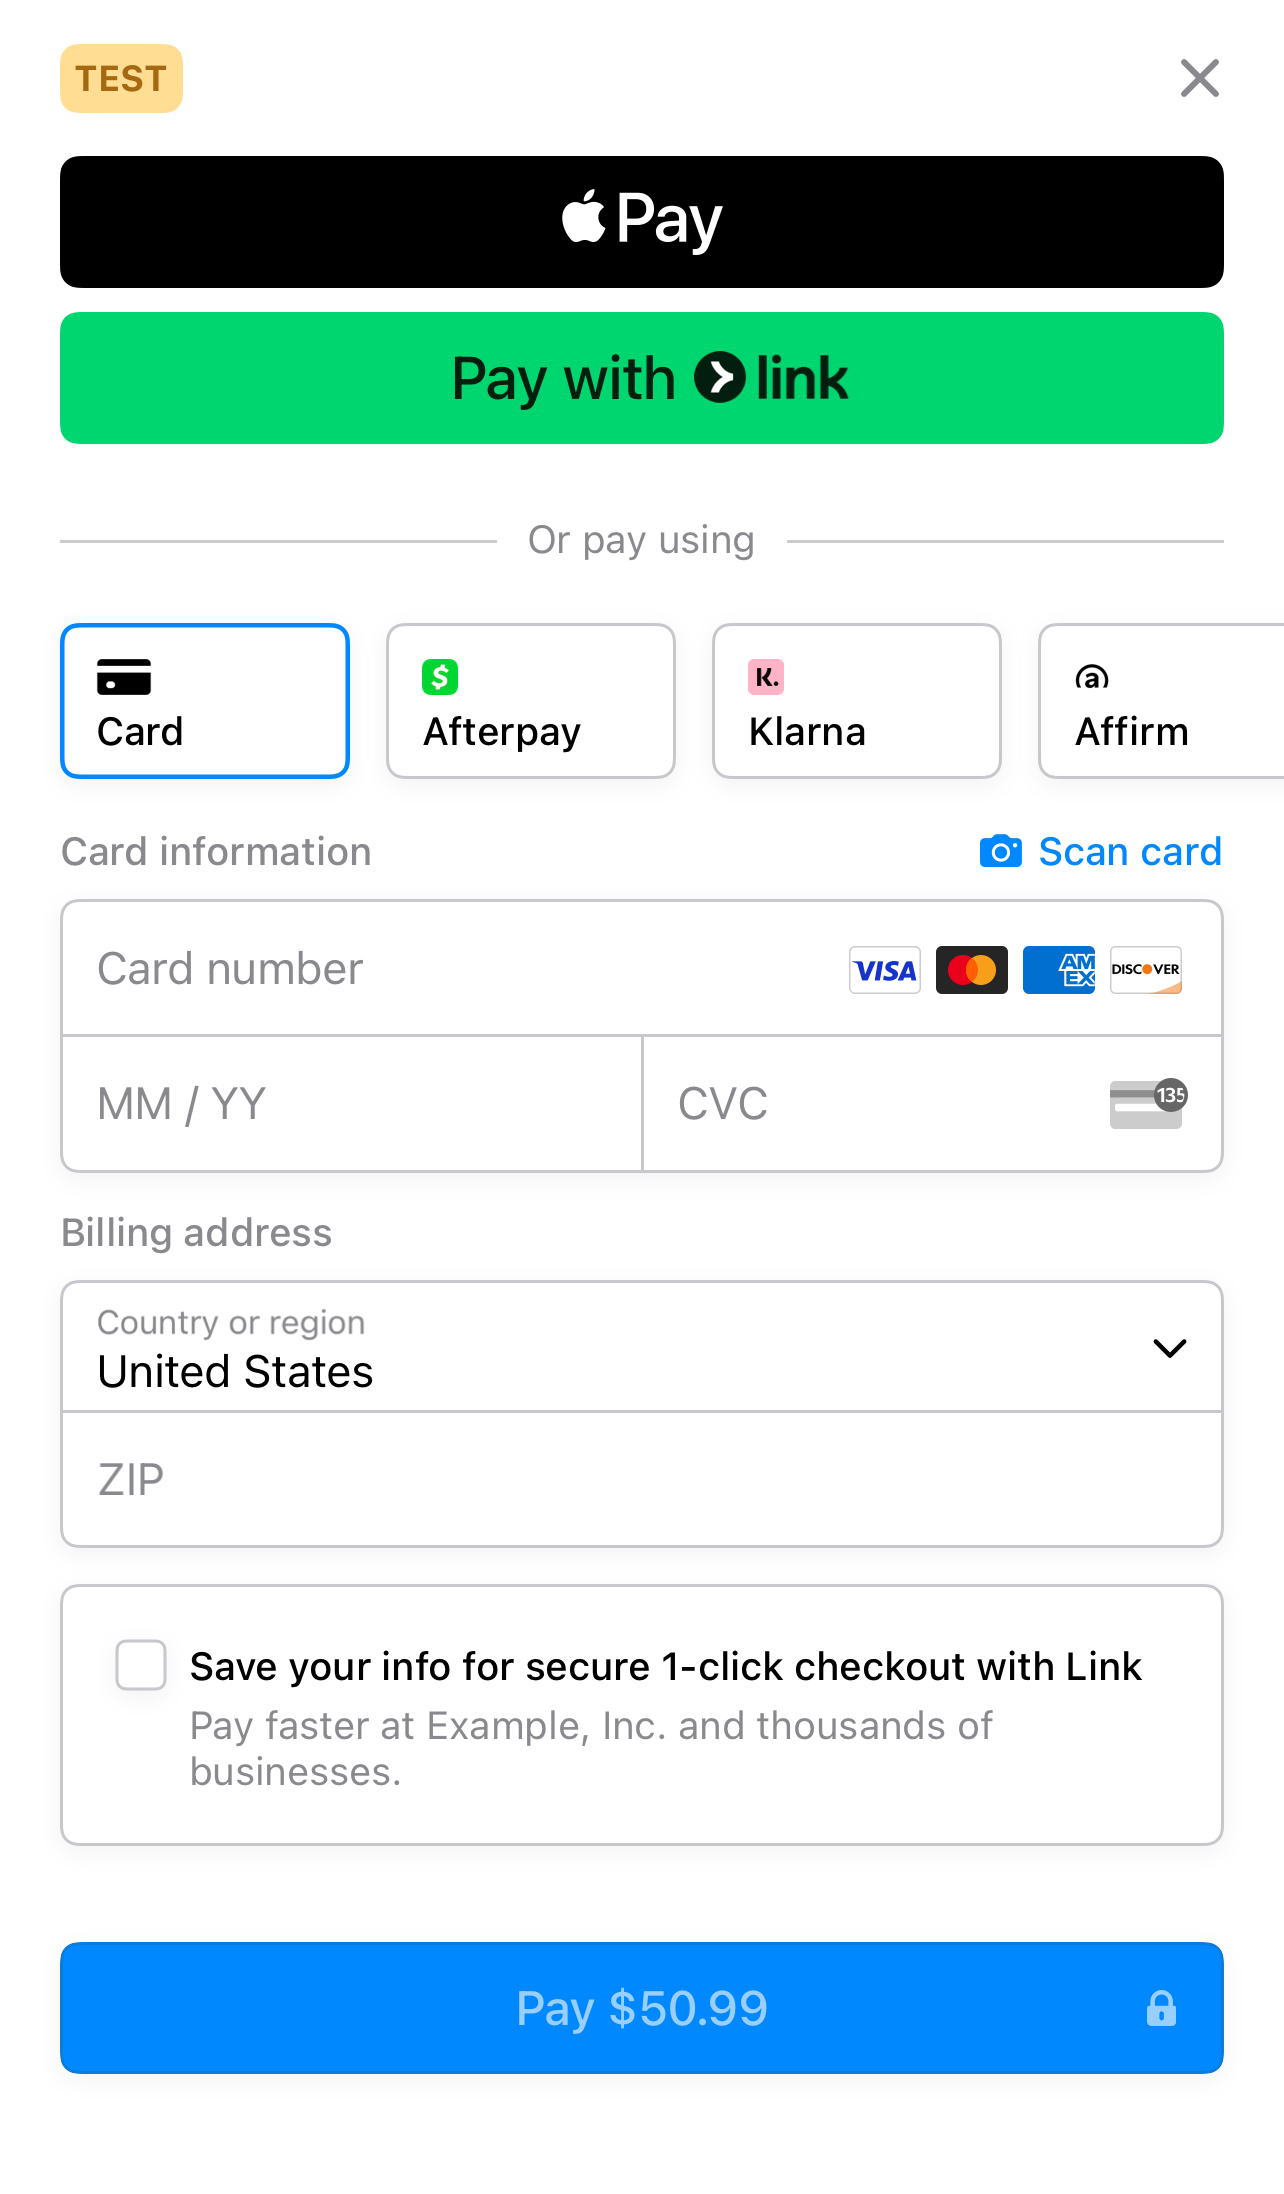 TEST
Pay
Pay with link
Or pay using
Card
Afterpay
Klarna
Affirm
Card information
Scan card
Card number
VISA
AMEX
DISCOVER
MM / YY
CVC
135
Billing address
Country or region
United States
ZIP
Save your info for secure 1-click checkout with Link
Pay faster at Example, Inc. and thousands of
businesses.
Pay $50.99